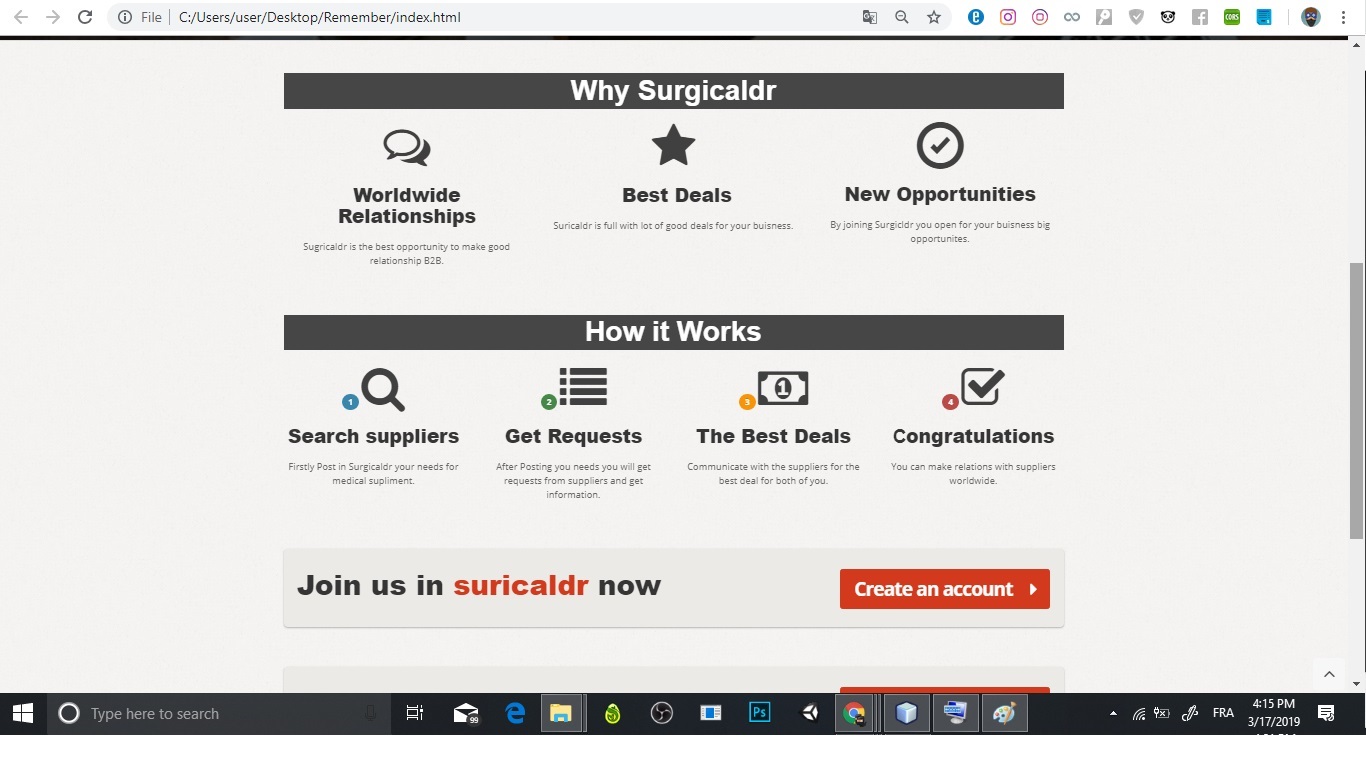 File C:/Users/user/Desktop/Remember/index.html
CORS
Why Surgicaldr
Worldwide
Relationships
Sugricaldr is the best opportunity to make good
relationship B2B.
Best Deals
Suricaldr is full with lot of good deals for your buisness.
New Opportunities
By joining Surgicldr you open for your buisness big
opportunites.
How it Works
1
Search suppliers
Firstly Post in Surgicaldr your needs for
medical supliment.
2
Get Requests
After Posting you needs you will get
requests from suppliers and get
information.
3
1
The Best Deals
Communicate with the suppliers for the
best deal for both of you.
4
Congratulations
You can make relations with suppliers
worldwide.
Join us in suricaldr now
Create an account
Type here to search
99
Ps
FRA
4:15 PM
3/17/2019